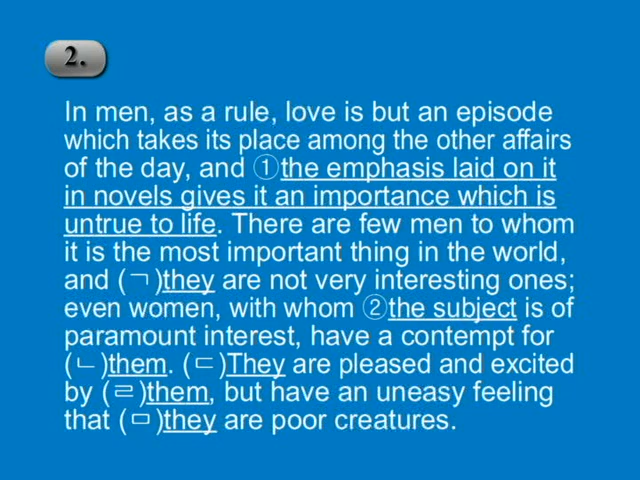 2.
In men, as a rule, love is but an episode
which takes its place among the other affairs
of the day, and ①the emphasis laid on it
in novels gives it an importance which is
untrue to life. There are few men to whom
it is the most important thing in the world,
and (ㄱ)they are not very interesting ones;
even women, with whom ②the subject is of
paramount interest, have a contempt for
(ㄴ)them. (ㄷ)They are pleased and excited
by (ㄹ)them, but have an uneasy feeling
that (ㅁ)they are poor creatures.